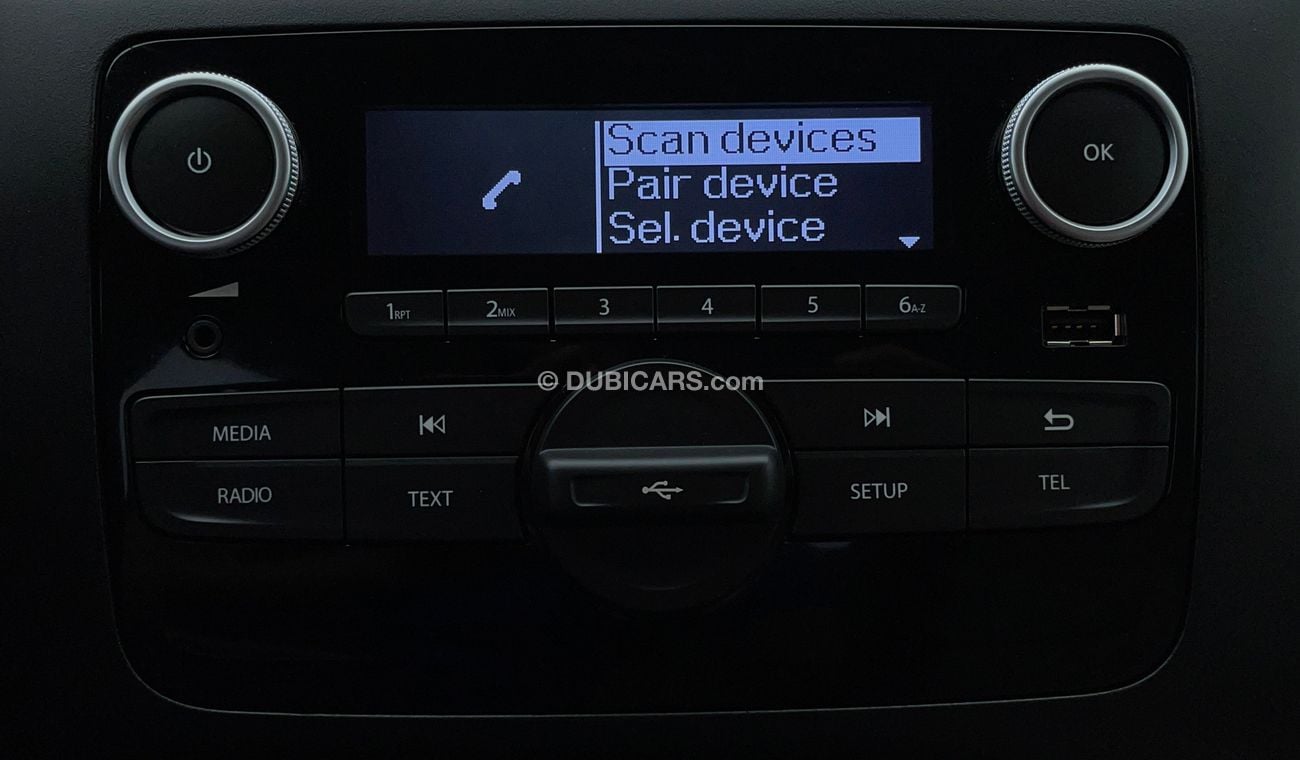 Scan devices
Pair device
Sel. device
OK
1RPT 2MIX 3 4 5 6A-Z
© DUBICARS.com
MEDIA
RADIO
TEXT
SETUP
TEL